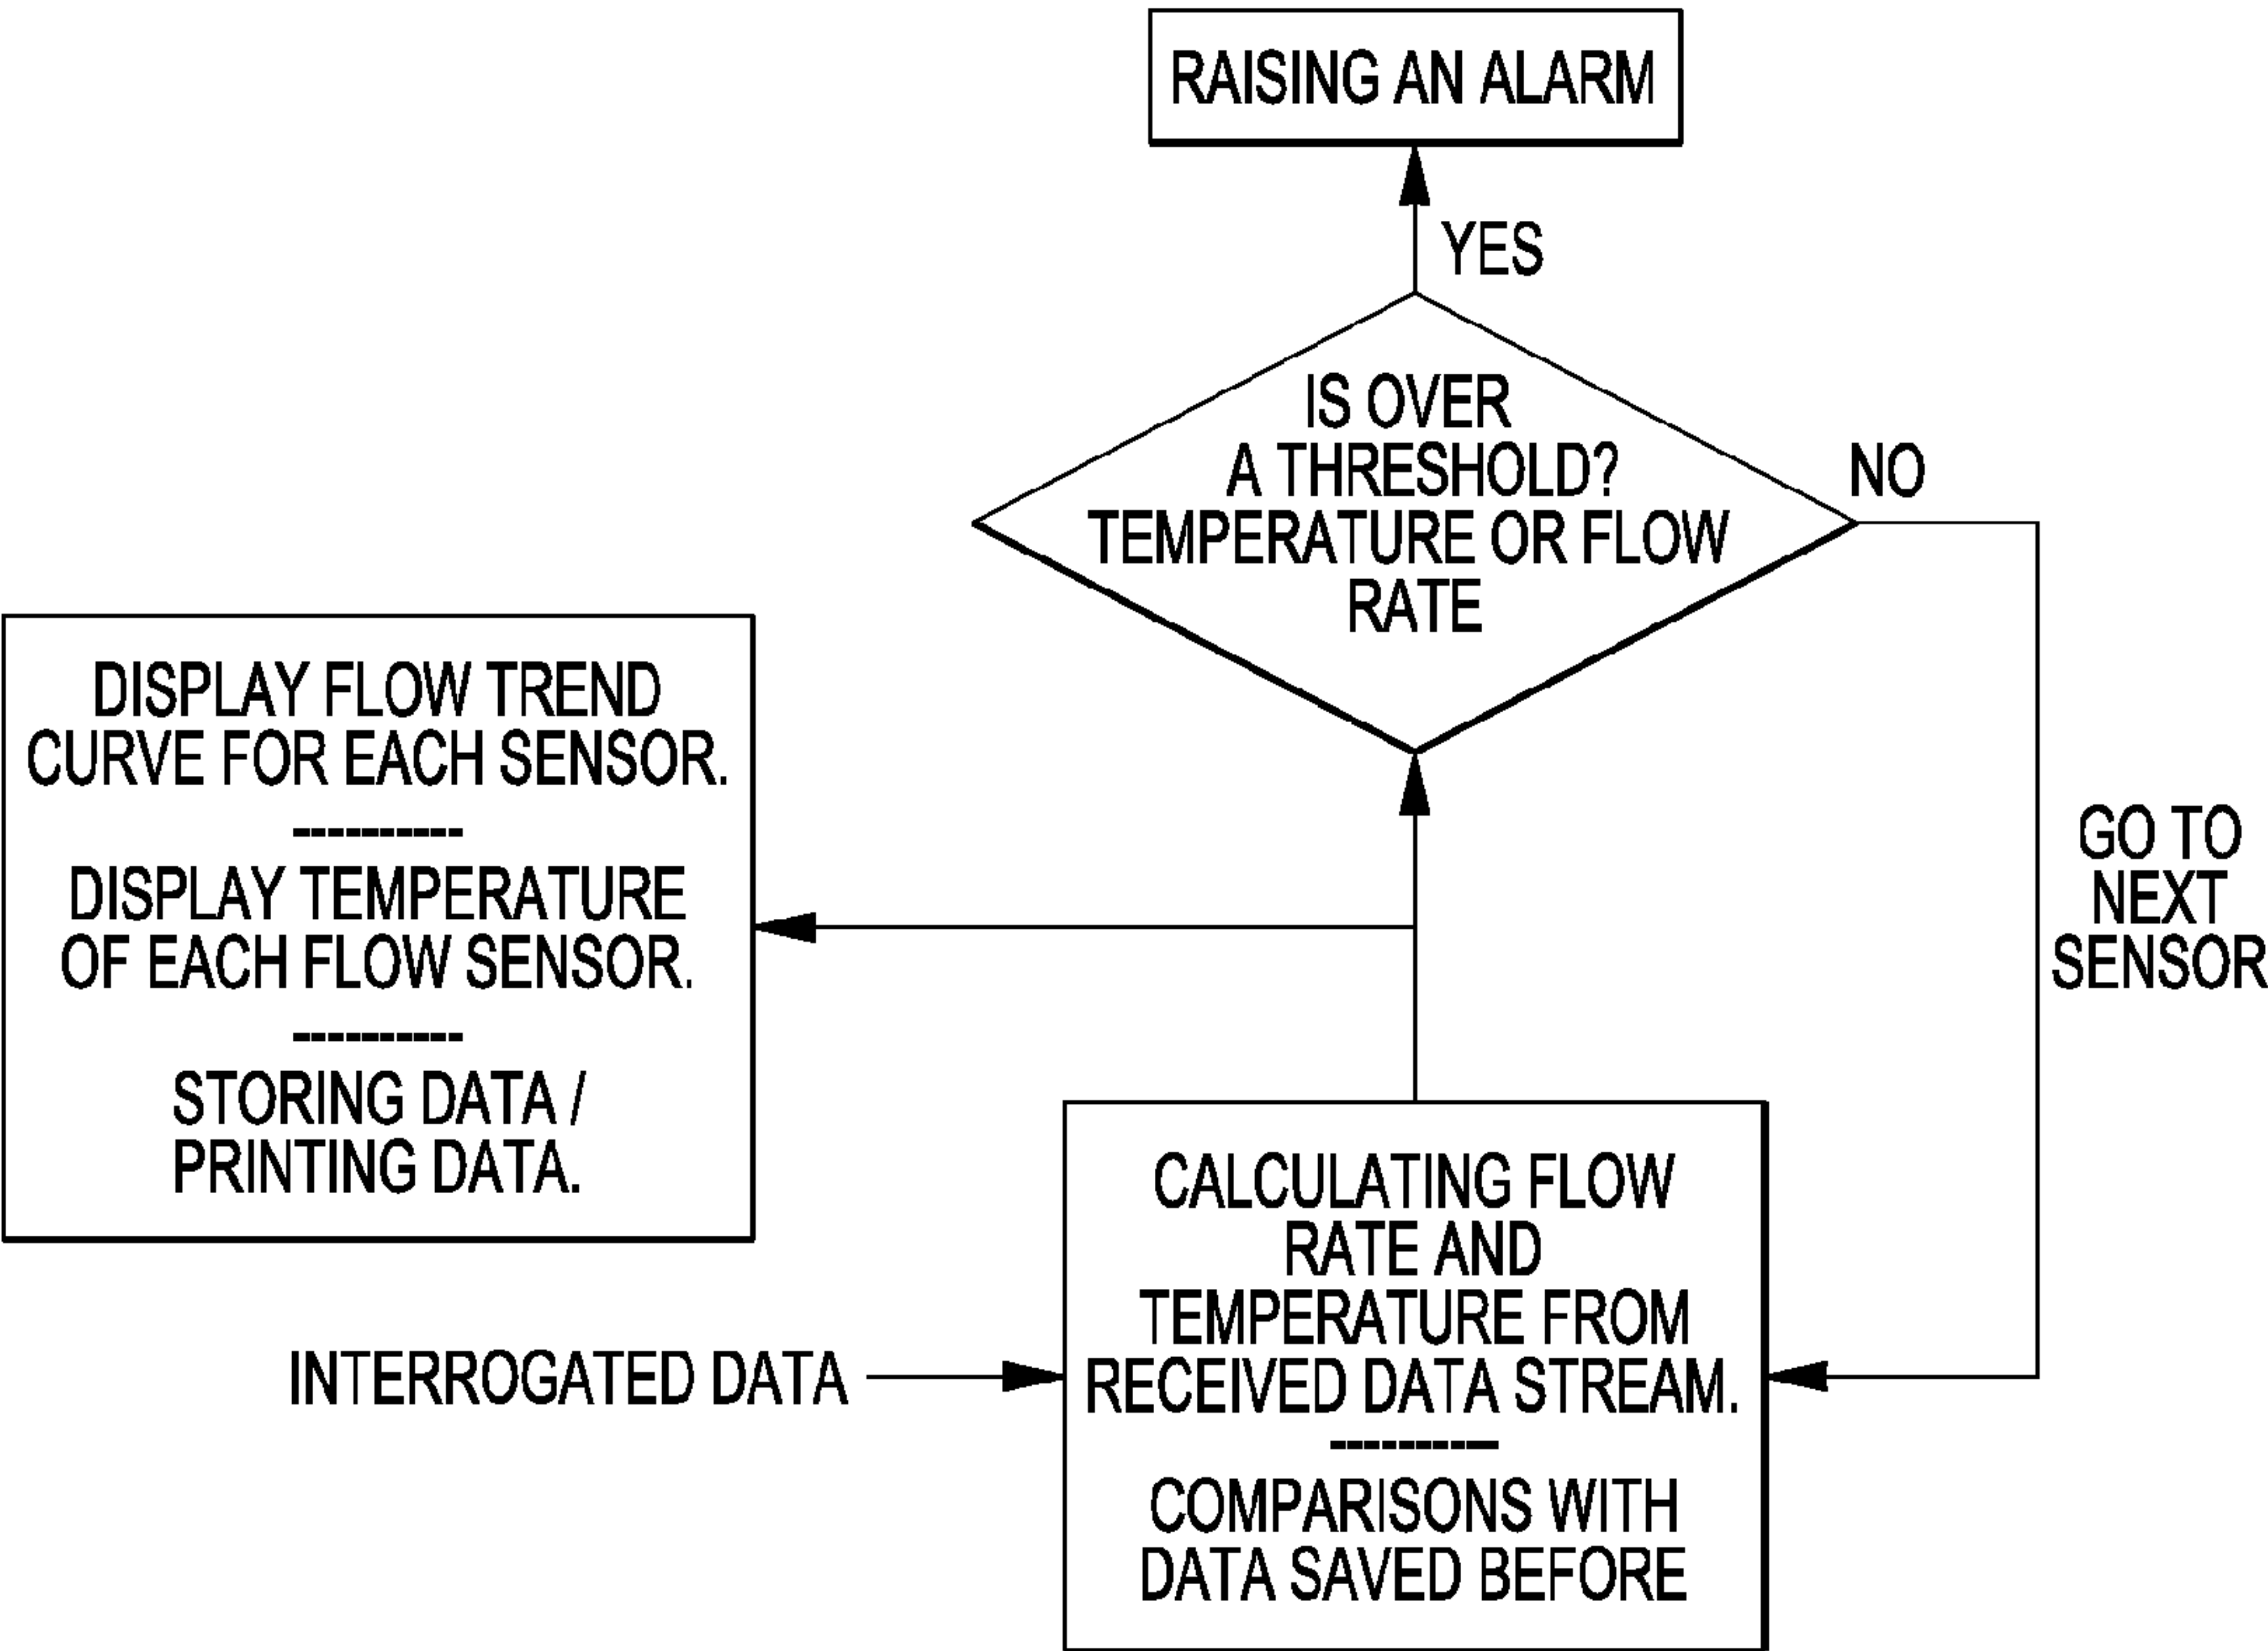 RAISING AN ALARM
YES
IS OVER
A THRESHOLD?
TEMPERATURE OR FLOW
RATE
NO
DISPLAY FLOW TREND
CURVE FOR EACH SENSOR.
----------
DISPLAY TEMPERATURE
OF EACH FLOW SENSOR.
----------
STORING DATA /
PRINTING DATA.
GO TO
NEXT
SENSOR
INTERROGATED DATA
CALCULATING FLOW
RATE AND
TEMPERATURE FROM
RECEIVED DATA STREAM.
----------
COMPARISONS WITH
DATA SAVED BEFORE